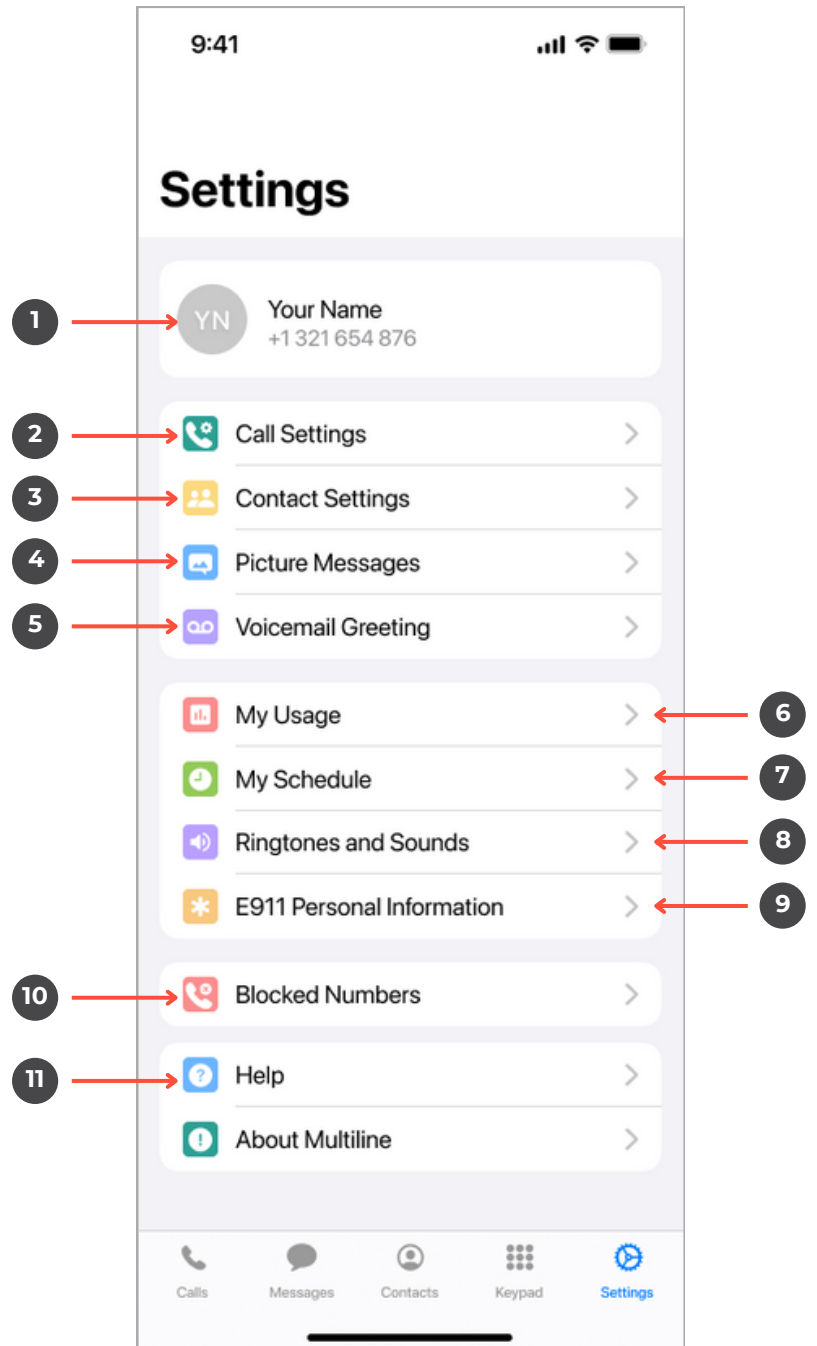 9:41
Settings
1
YN
Your Name
+1 321 654 876
2
Call Settings
3
Contact Settings
4
Picture Messages
5
Voicemail Greeting
My Usage
6
My Schedule
7
Ringtones and Sounds
8
E911 Personal Information
9
10
Blocked Numbers
11
Help
About Multiline
Calls
Messages
Contacts
Keypad
Settings